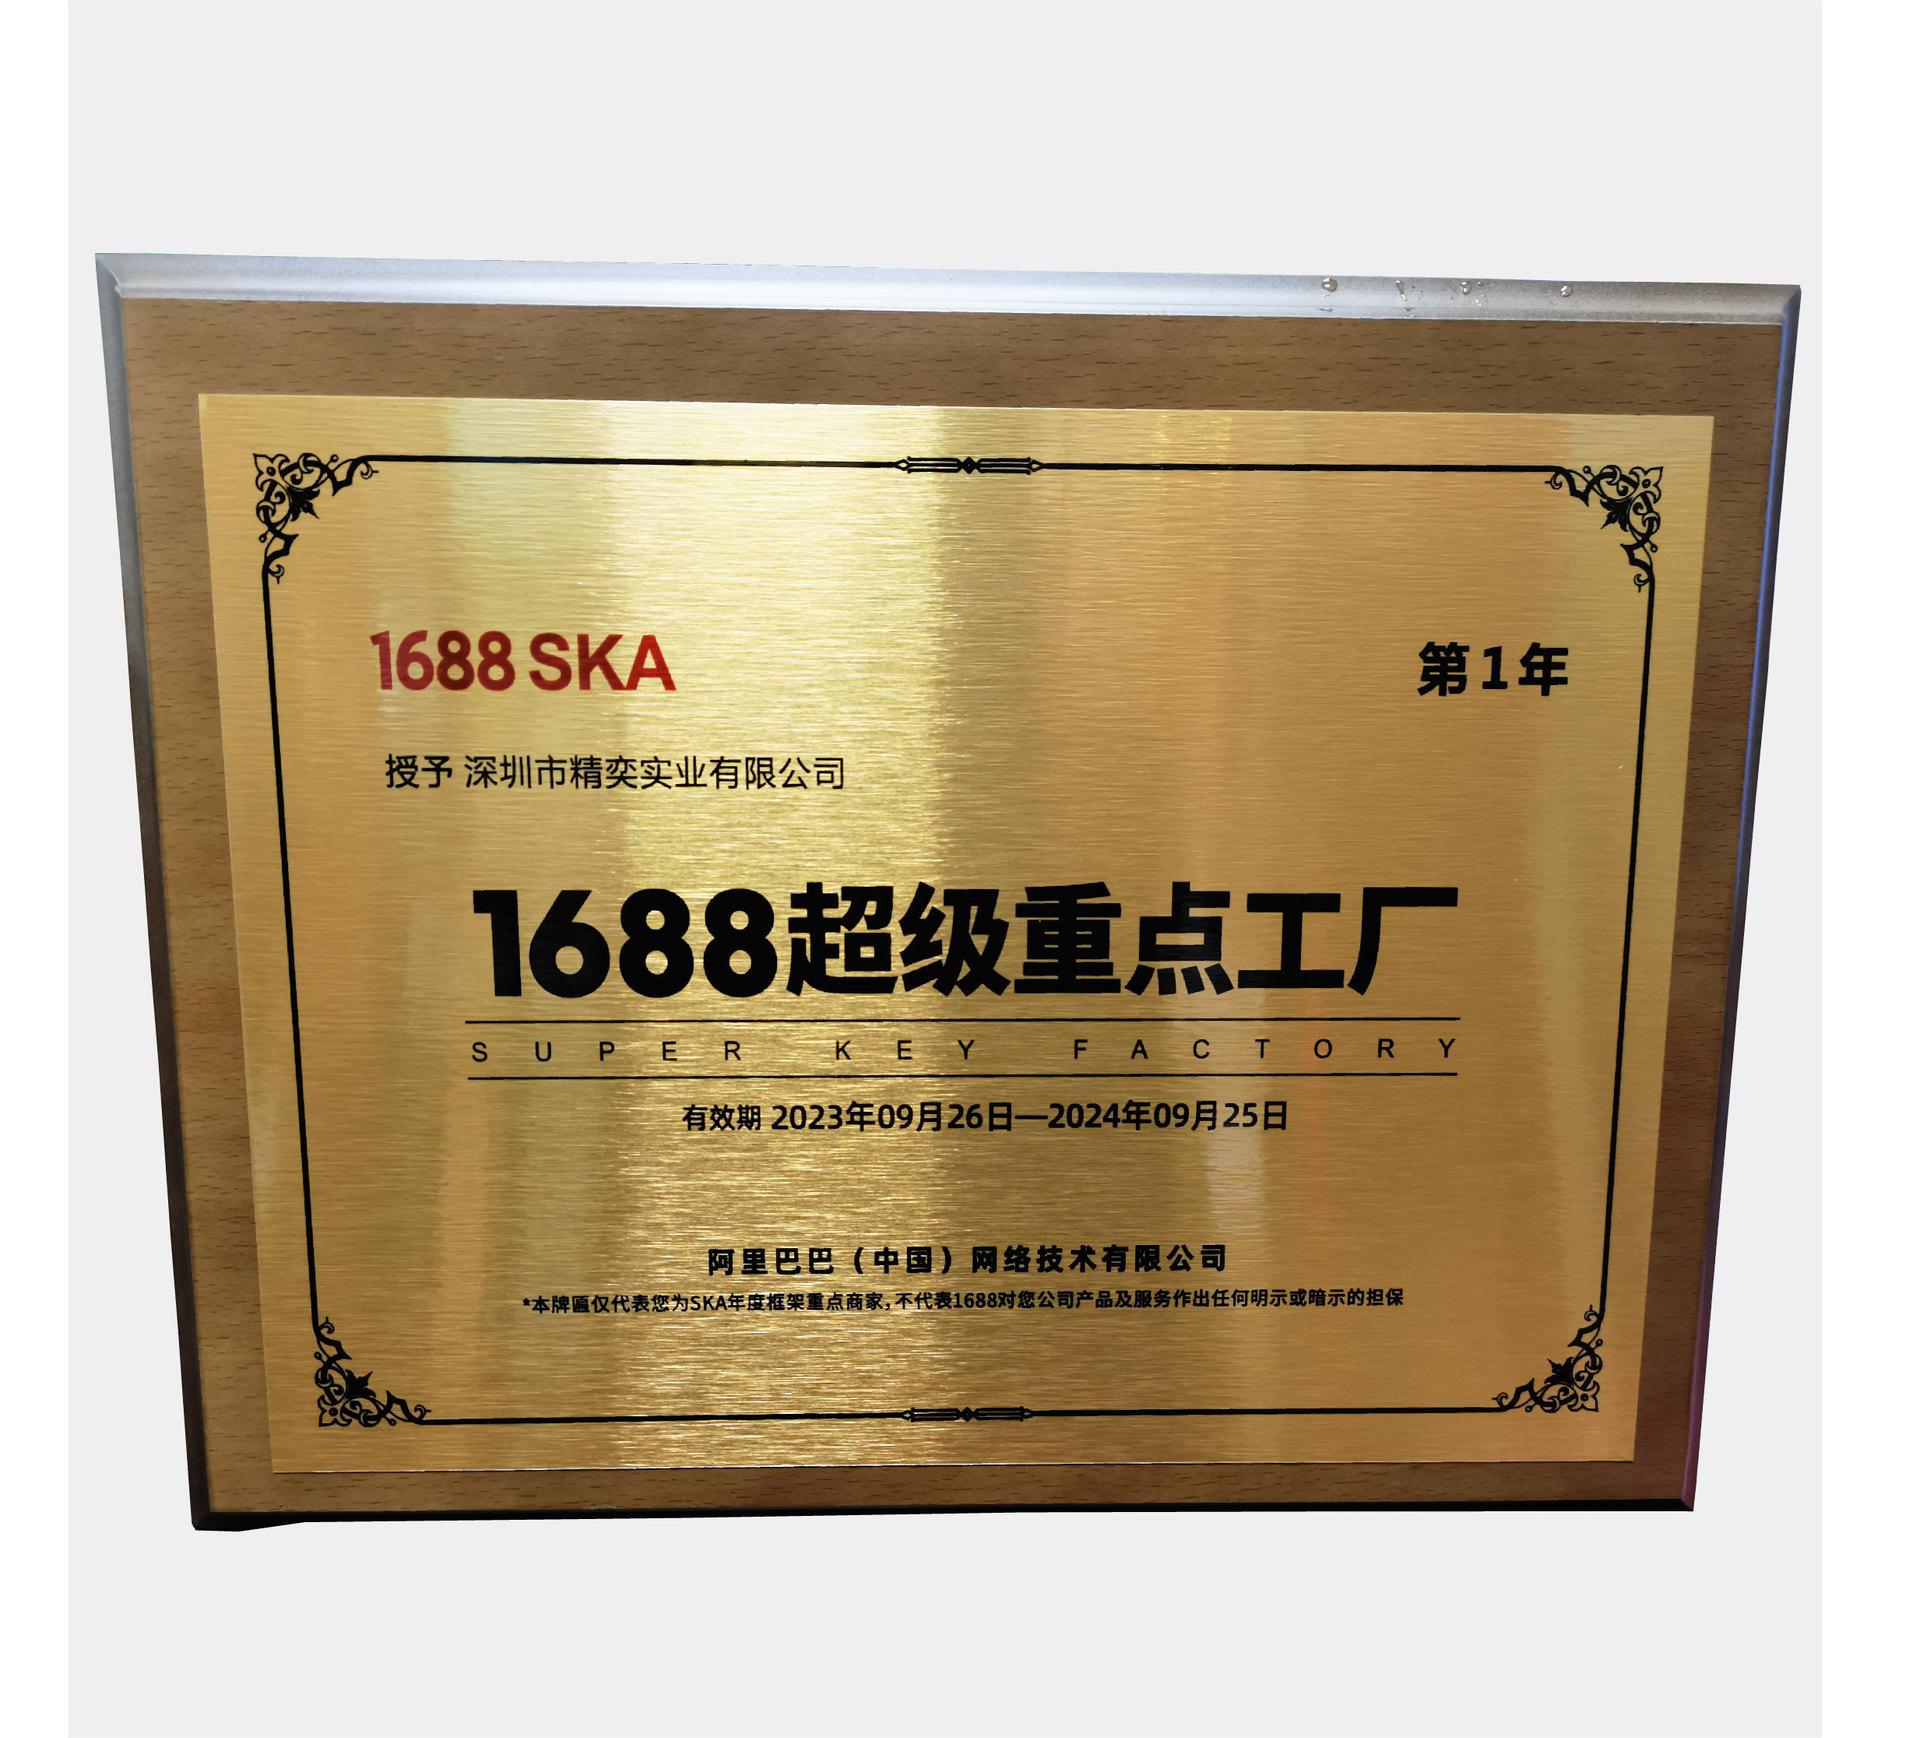 1688 SKA
第1年
授予 深圳市精奕实业有限公司
1688超级重点工厂
SUPER KEY FACTORY
有效期 2023年09月26日—2024年09月25日
阿里巴巴（中国）网络技术有限公司
*本牌匾仅代表您为SKA年度框架重点商家,不代表1688对您公司产品及服务作出任何明示或暗示的担保